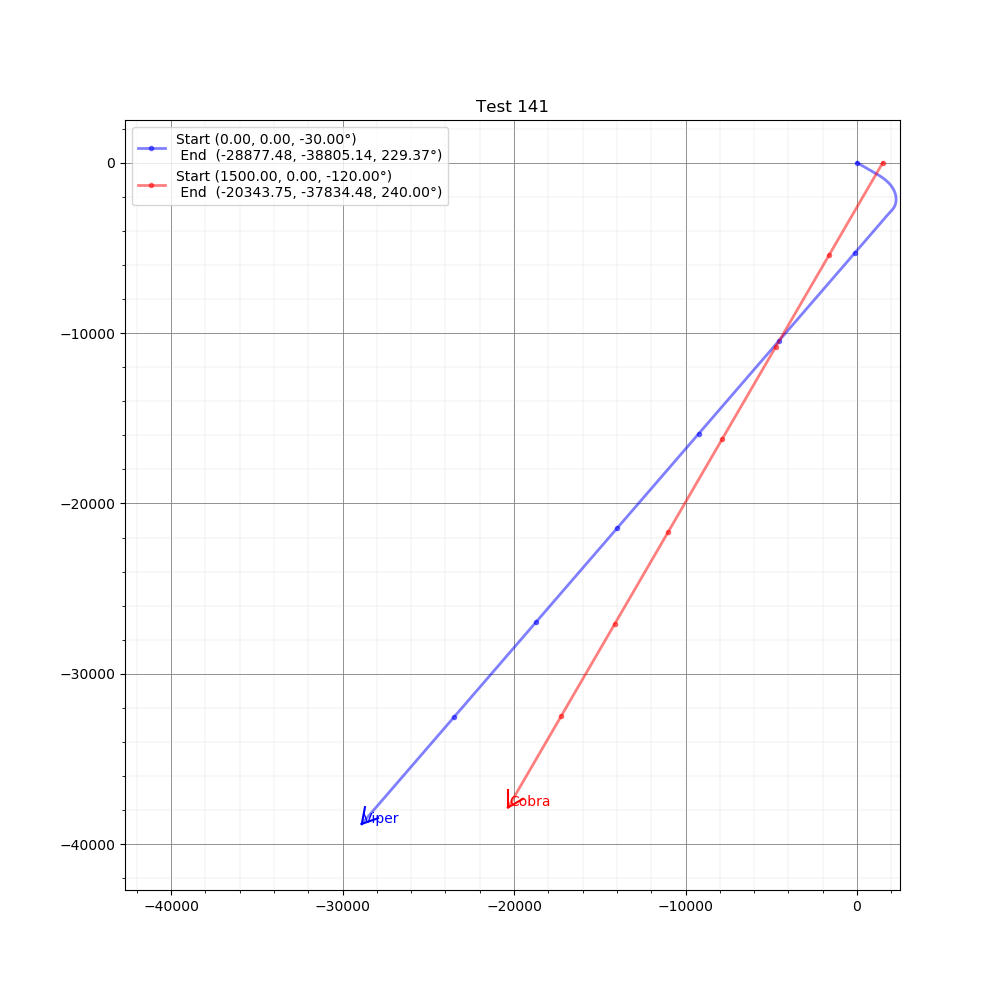 Test 141
Start (0.00, 0.00, -30.00°)
End  (-28877.48, -38805.14, 229.37°)
Start (1500.00, 0.00, -120.00°)
End  (-20343.75, -37834.48, 240.00°)
0
−10000
−20000
−30000
−40000
Viper
Cobra
−40000 −30000 −20000 −10000 0